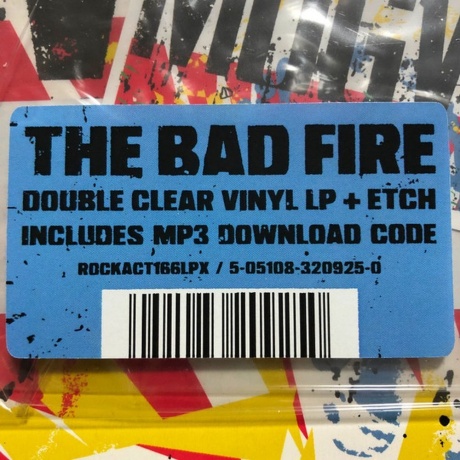 THE BAD FIRE
DOUBLE CLEAR VINYL LP + ETCH
INCLUDES MP3 DOWNLOAD CODE
ROCKACT166LPX / 5-05108-320925-0